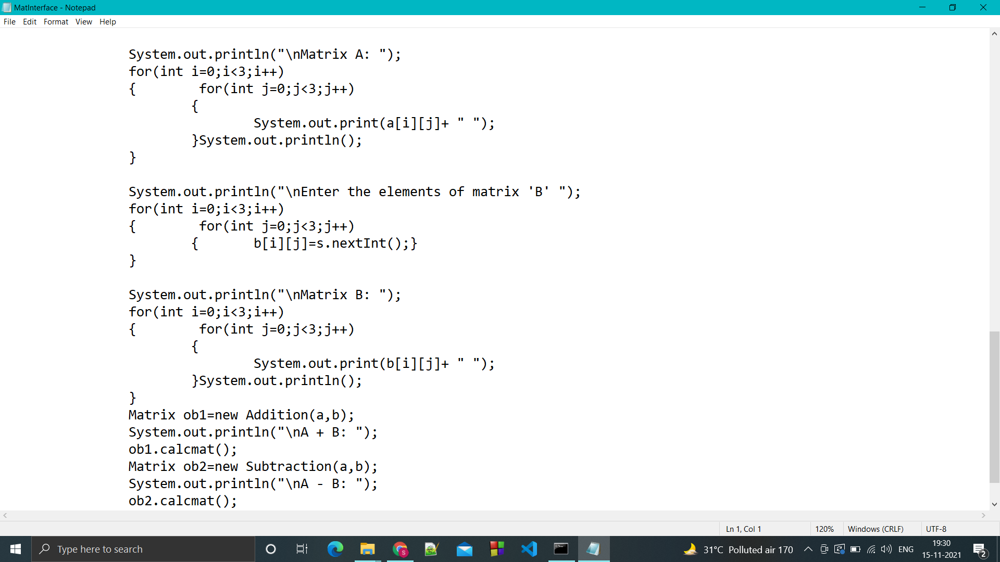 MatInterface - Notepad
File Edit Format View Help
System.out.println("\nMatrix A: ");
for(int i=0;i<3;i++)
{        for(int j=0;j<3;j++)
{
System.out.print(a[i][j]+ " ");
}System.out.println();
}
System.out.println("\nEnter the elements of matrix 'B' ");
for(int i=0;i<3;i++)
{        for(int j=0;j<3;j++)
{       b[i][j]=s.nextInt();}
}
System.out.println("\nMatrix B: ");
for(int i=0;i<3;i++)
{        for(int j=0;j<3;j++)
{
System.out.print(b[i][j]+ " ");
}System.out.println();
}
Matrix ob1=new Addition(a,b);
System.out.println("\nA + B: ");
ob1.calcmat();
Matrix ob2=new Subtraction(a,b);
System.out.println("\nA - B: ");
ob2.calcmat();
Ln 1, Col 1 120% Windows (CRLF) UTF-8
Type here to search S 31°C Polluted air 170 ENG 19:30
15-11-2021 2